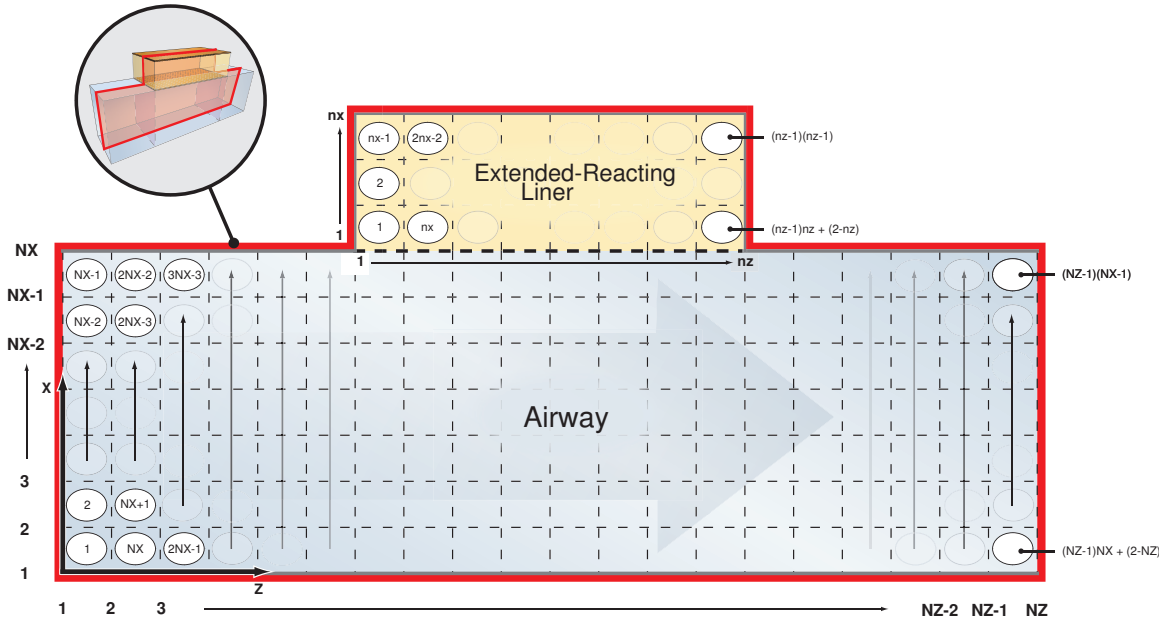 nx
nx-1 2nx-2
(nz-1)(nz-1)
2
Extended-Reacting
Liner
1
1 nx
(nz-1)nz + (2-nz)
1 nz
NX
NX-1 2NX-2 3NX-3
(NZ-1)(NX-1)
NX-1
NX-2 2NX-3
NX-2
X
Airway
3
2 NX+1
2
1 NX 2NX-1
(NZ-1)NX + (2-NZ)
1
Z
1 2 3 NZ-2 NZ-1 NZ